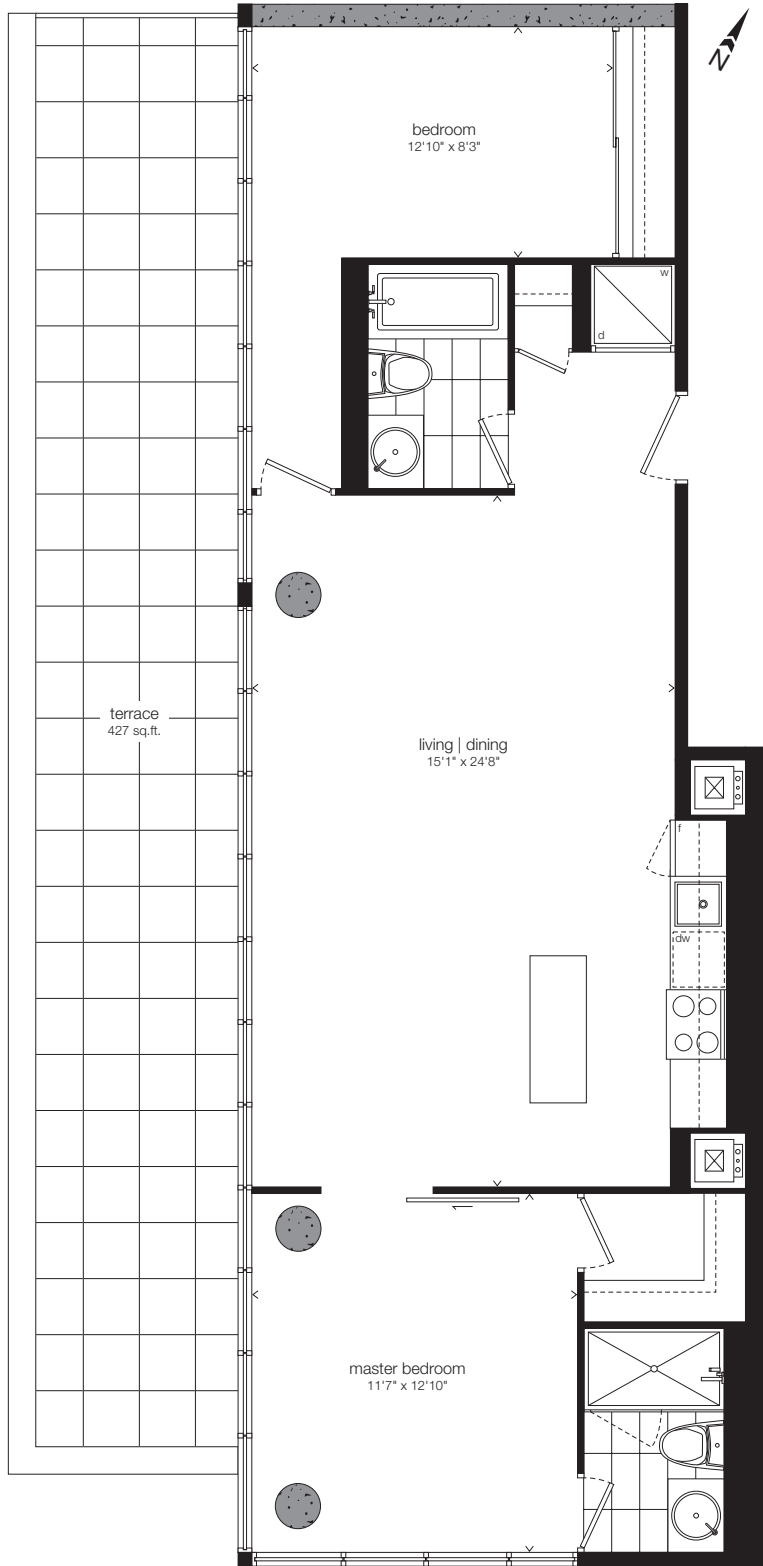 N
bedroom
12'10" x 8'3"
w
d
terrace
427 sq.ft.
living | dining
15'1" x 24'8"
f
dw
master bedroom
11'7" x 12'10"